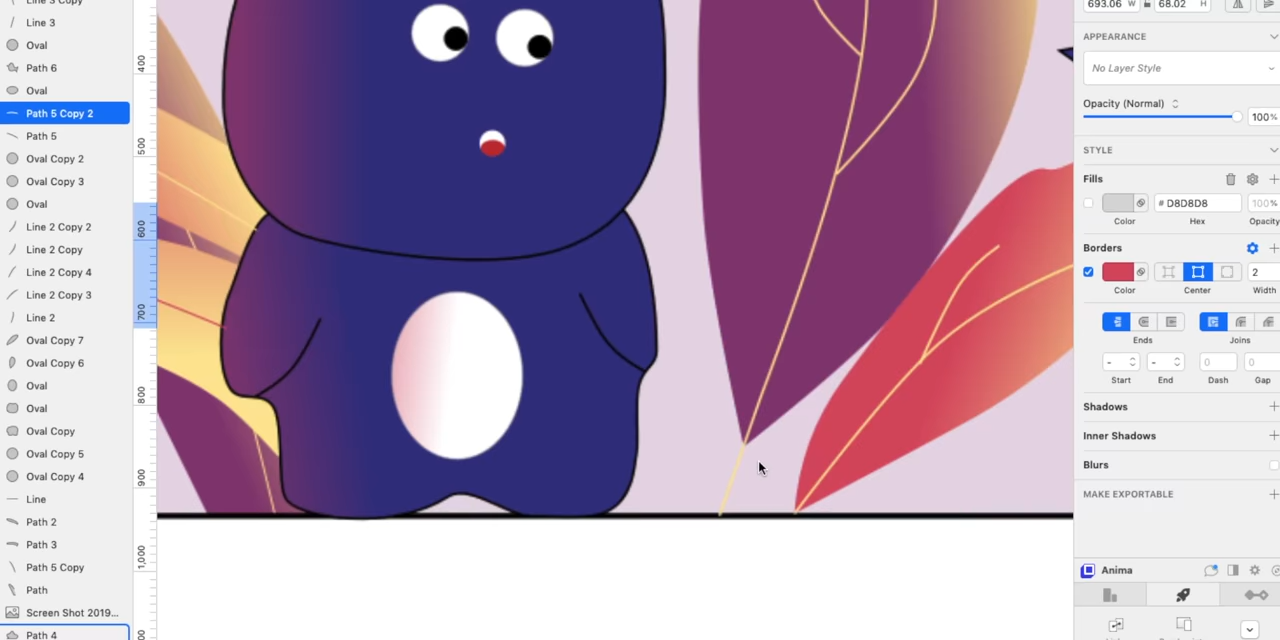 Line 3 Copy
Line 3
Oval
Path 6
Oval
Path 5 Copy 2
Path 5
Oval Copy 2
Oval Copy 3
Oval
Line 2 Copy 2
Line 2 Copy
Line 2 Copy 4
Line 2 Copy 3
Line 2
Oval Copy 7
Oval Copy 6
Oval
Oval
Oval Copy
Oval Copy 5
Oval Copy 4
Line
Path 2
Path 3
Path 5 Copy
Path
Screen Shot 2019...
Path 4
400
500
600
700
800
900
1,000
693.06 W 68.02 H
APPEARANCE
No Layer Style
Opacity (Normal)
100%
STYLE
Fills
# D8D8D8 100%
Color Hex Opacity
Borders
2
Color Center Width
Ends Joins
- - 0 0
Start End Dash Gap
Shadows
Inner Shadows
Blurs
MAKE EXPORTABLE
Anima